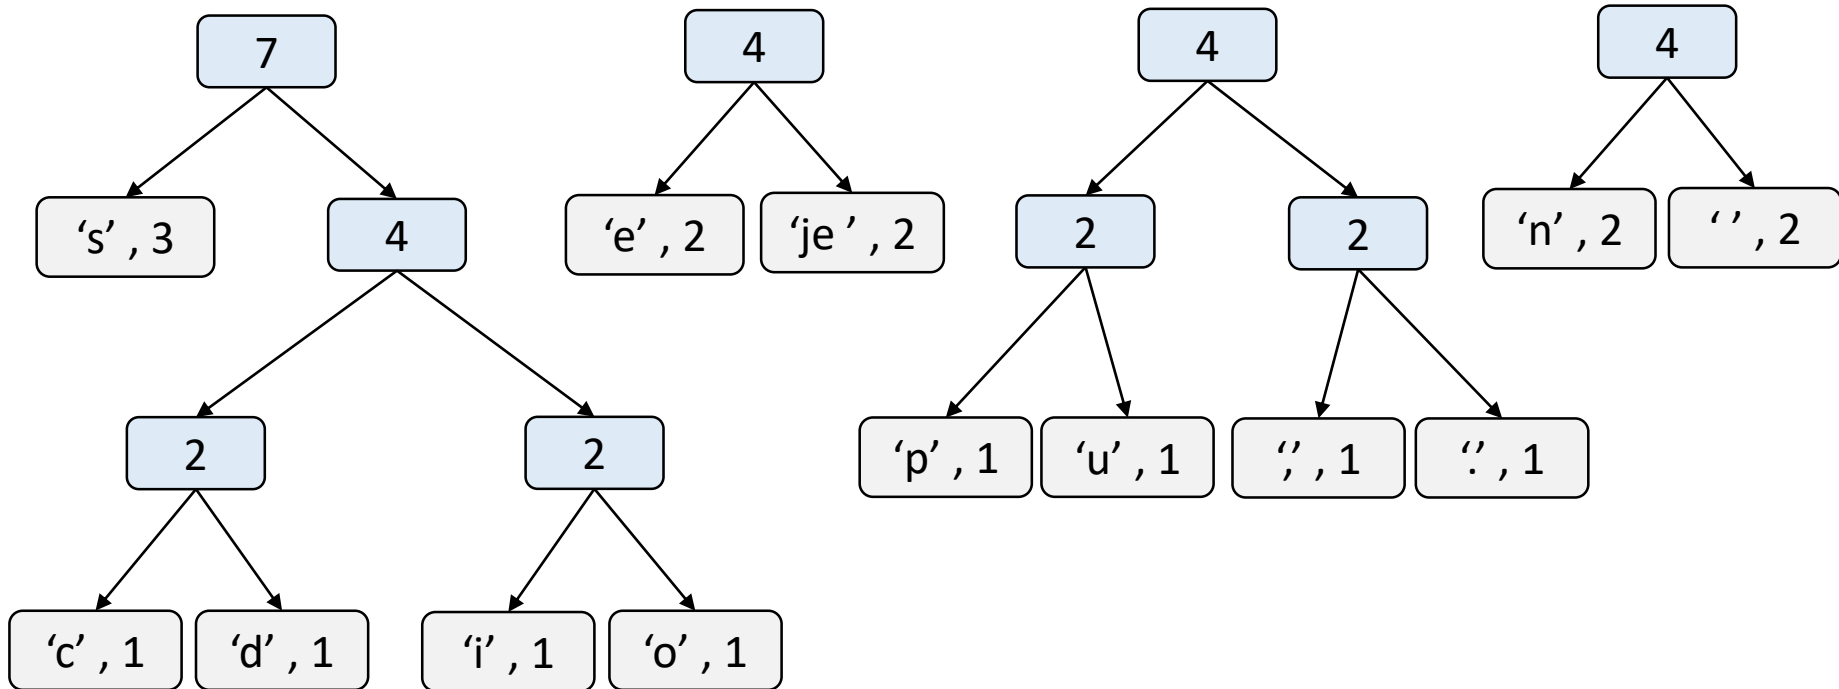 7 4 4 4
‘s’ , 3 4 ‘e’ , 2 ‘je ’ , 2 2 2 ‘n’ , 2 ‘ ’ , 2
2 2 ‘p’ , 1 ‘u’ , 1 ‘,’ , 1 ‘.’ , 1
‘c’ , 1 ‘d’ , 1 ‘i’ , 1 ‘o’ , 1